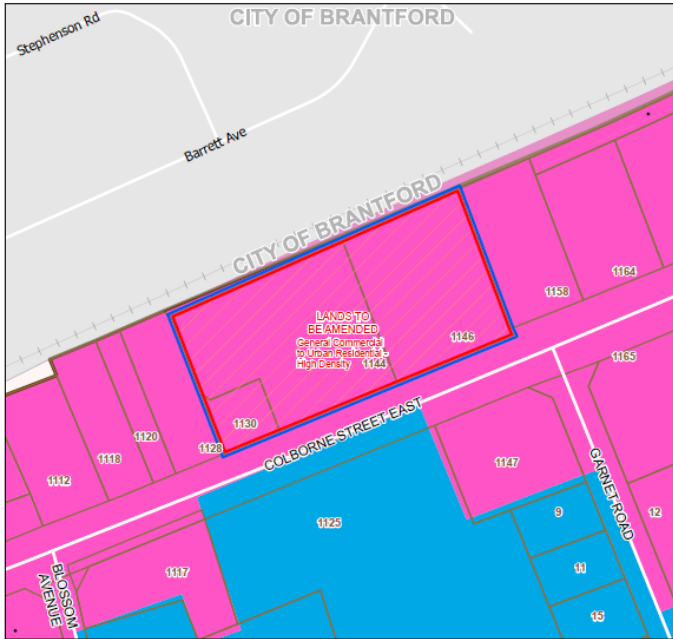 CITY OF BRANTFORD
Stephenson Rd
Barrett Ave
CITY OF BRANTFORD
1164
1158
LANDS TO
BE AMENDED
General Commercial
to Urban Residential -
High Density
1146
1144
1165
1130
1128
1120
1118
1112
COLBORNE STREET EAST
1147
GARNET ROAD
9
12
1125
11
1117
BLOSSOM
AVENUE
15